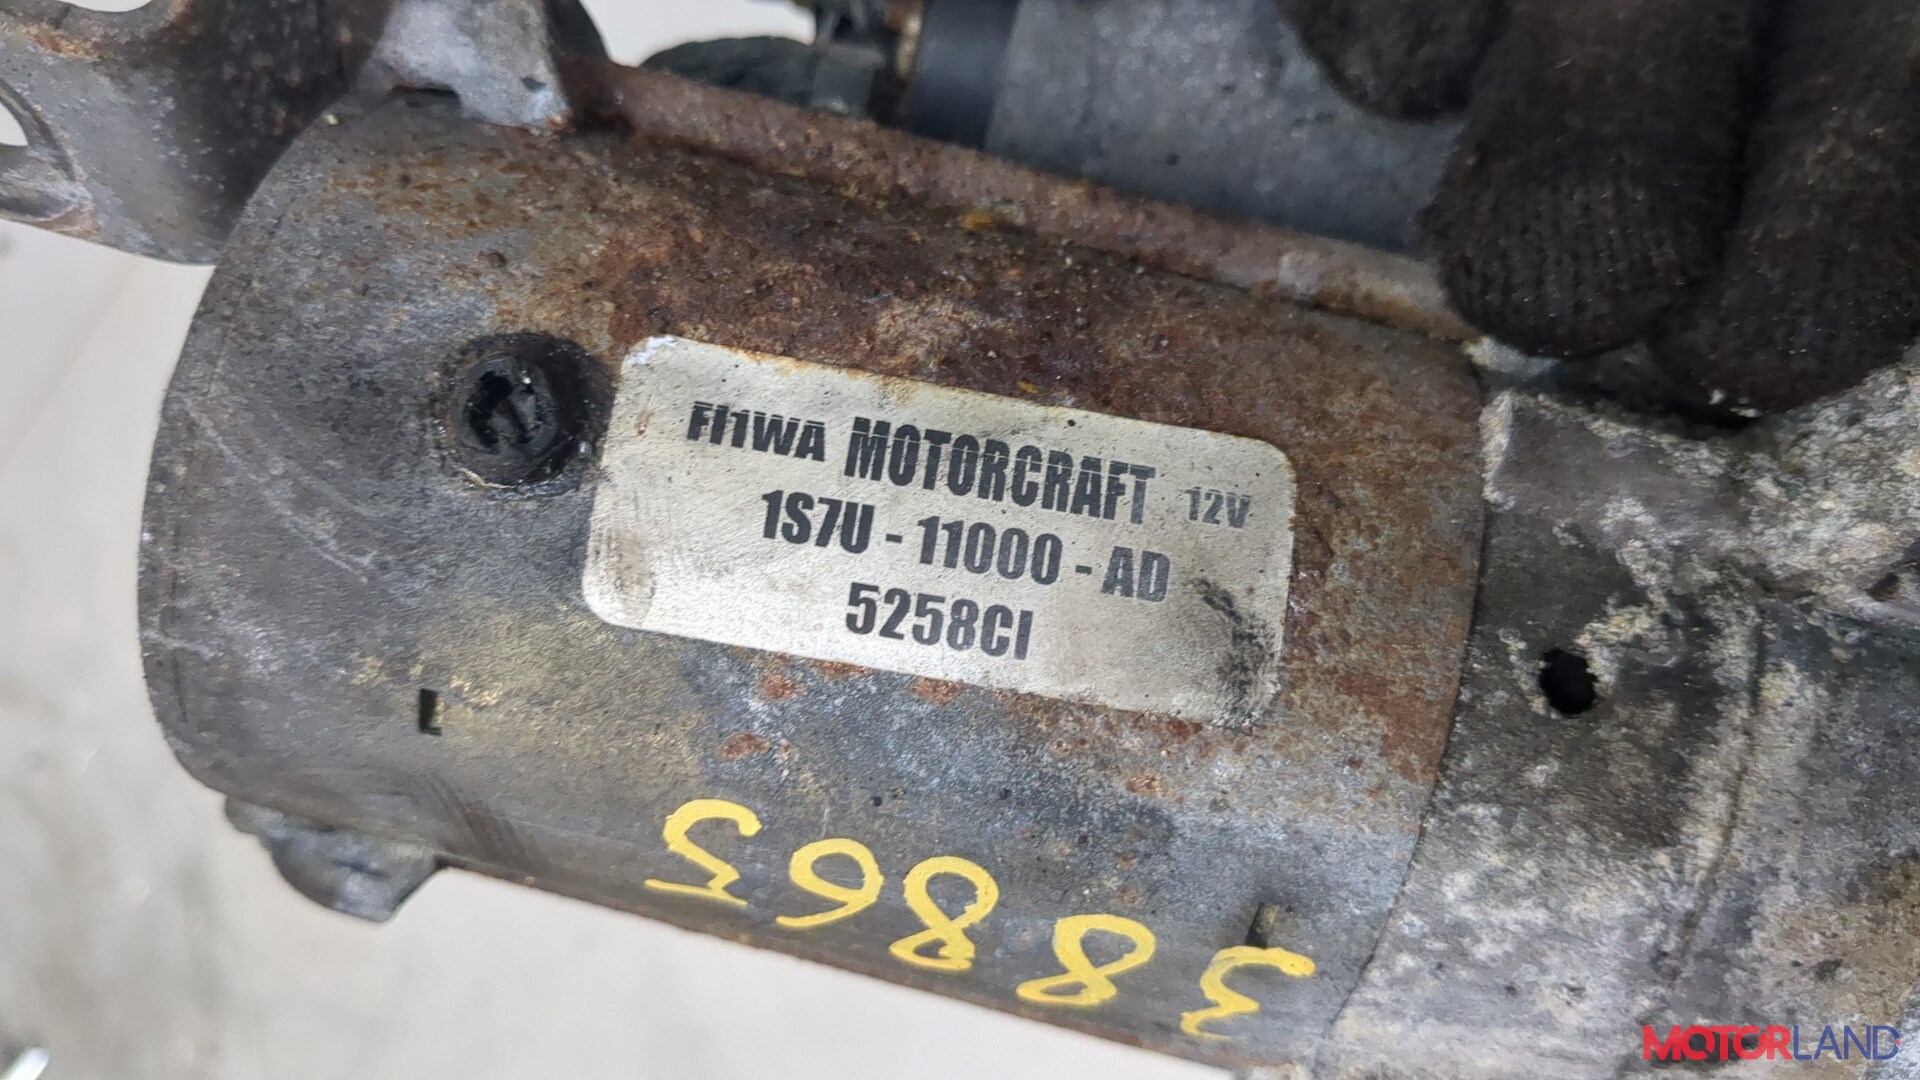 FI1WA MOTORCRAFT 12V
1S7U - 11000 - AD
5258CI
38865
MOTORLAND